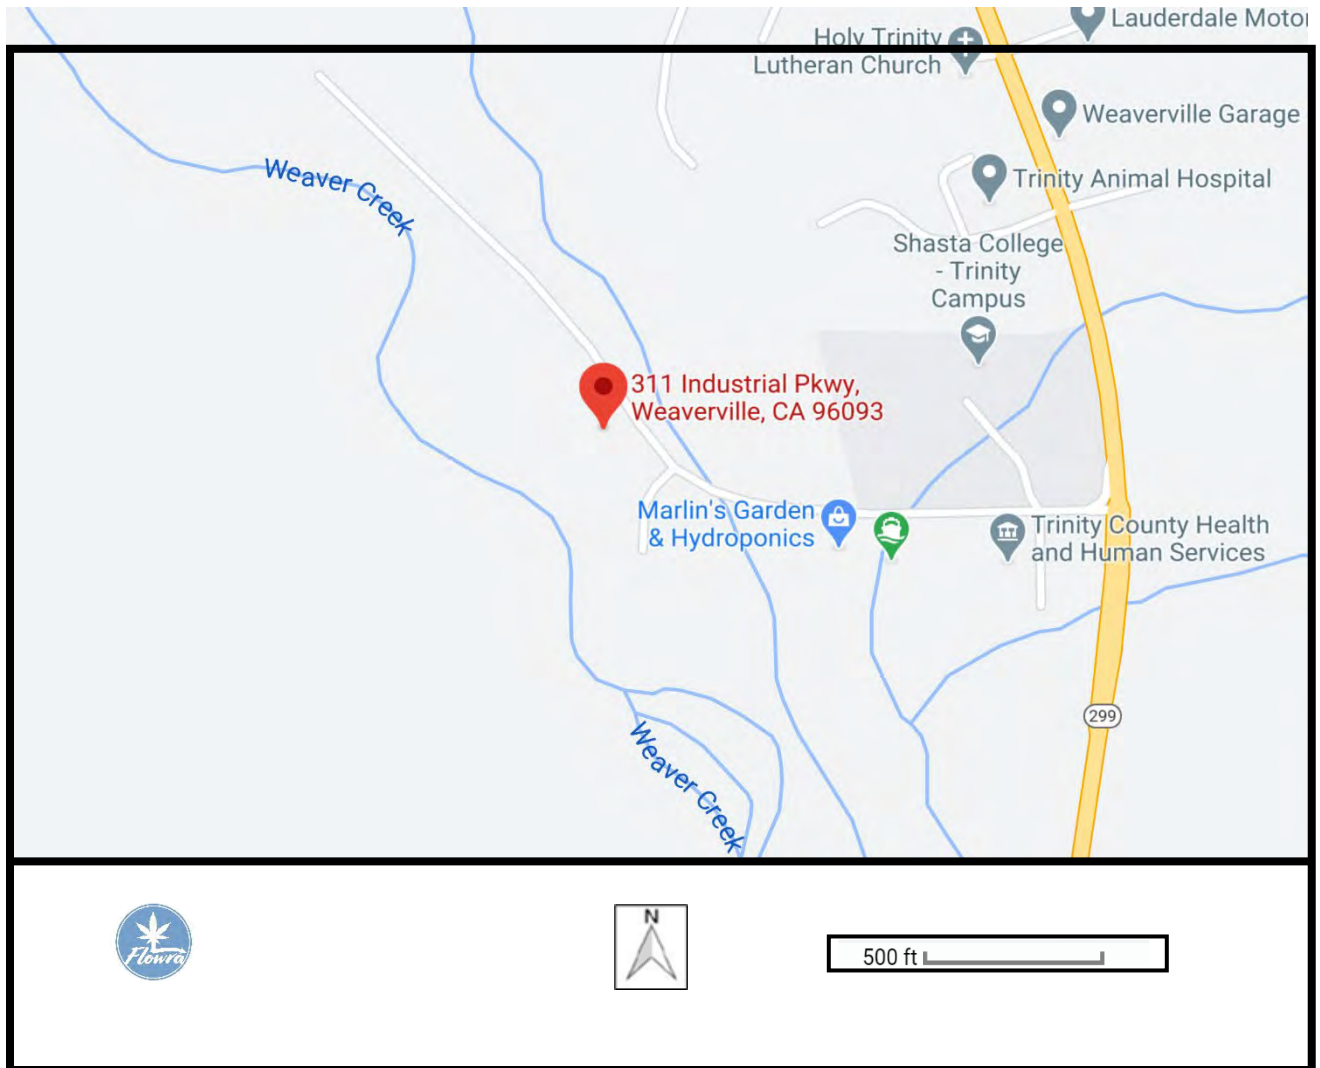 Lauderdale Motor
Holy Trinity
Lutheran Church
Weaverville Garage
Weaver Creek
Trinity Animal Hospital
Shasta College
- Trinity
Campus
311 Industrial Pkwy,
Weaverville, CA 96093
Marlin's Garden
& Hydroponics
Trinity County Health
and Human Services
299
Weaver Creek
Flowra
N
500 ft